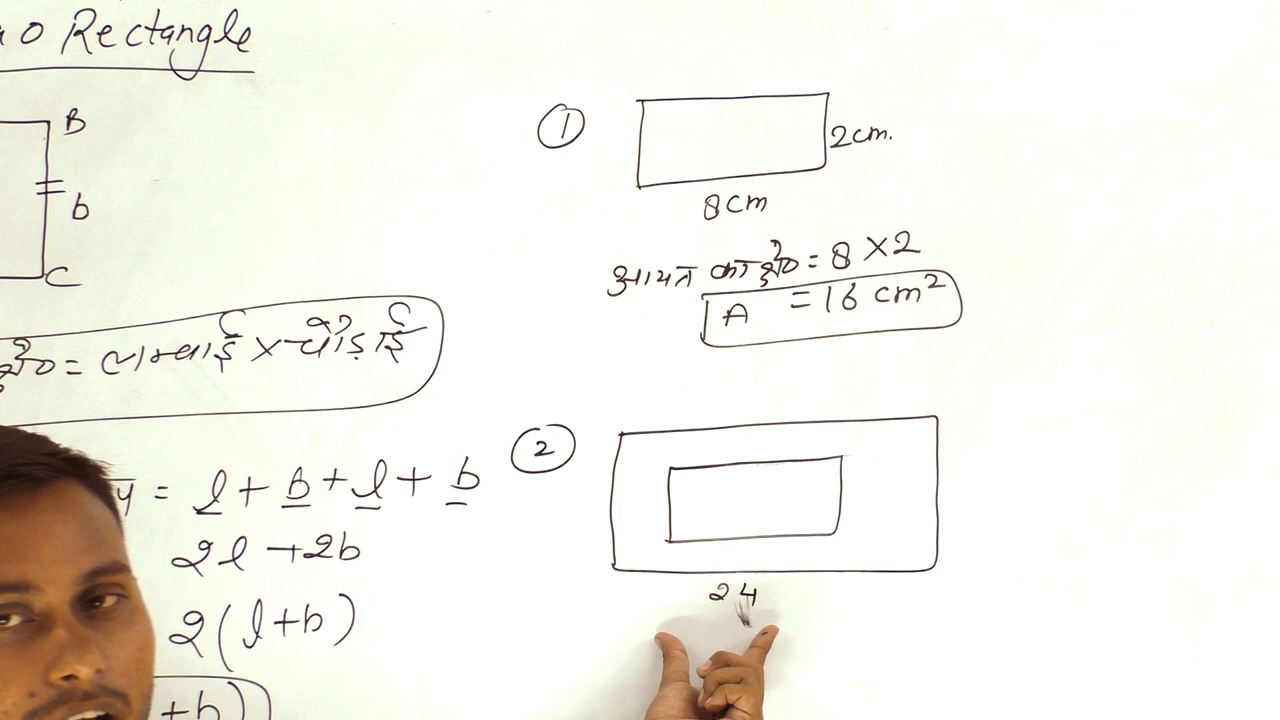 Rectangle
B
b
C
क्षे० = लम्बाई × चौड़ाई
= l + b + l + b
2l + 2b
2(l+b)
+b)
1
2cm.
8cm
आयत का क्षे० = 8 × 2
A = 16 cm²
2
24